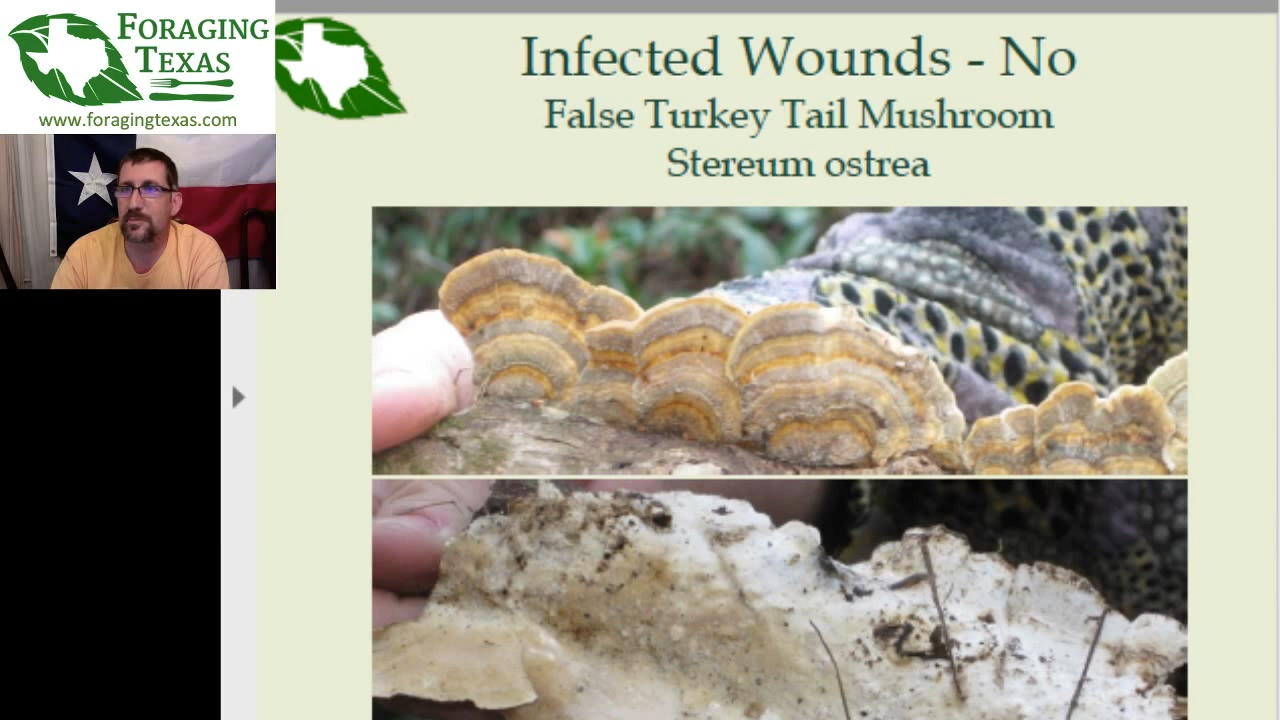 FORAGING
TEXAS
www.foragingtexas.com
Infected Wounds - No
False Turkey Tail Mushroom
Stereum ostrea